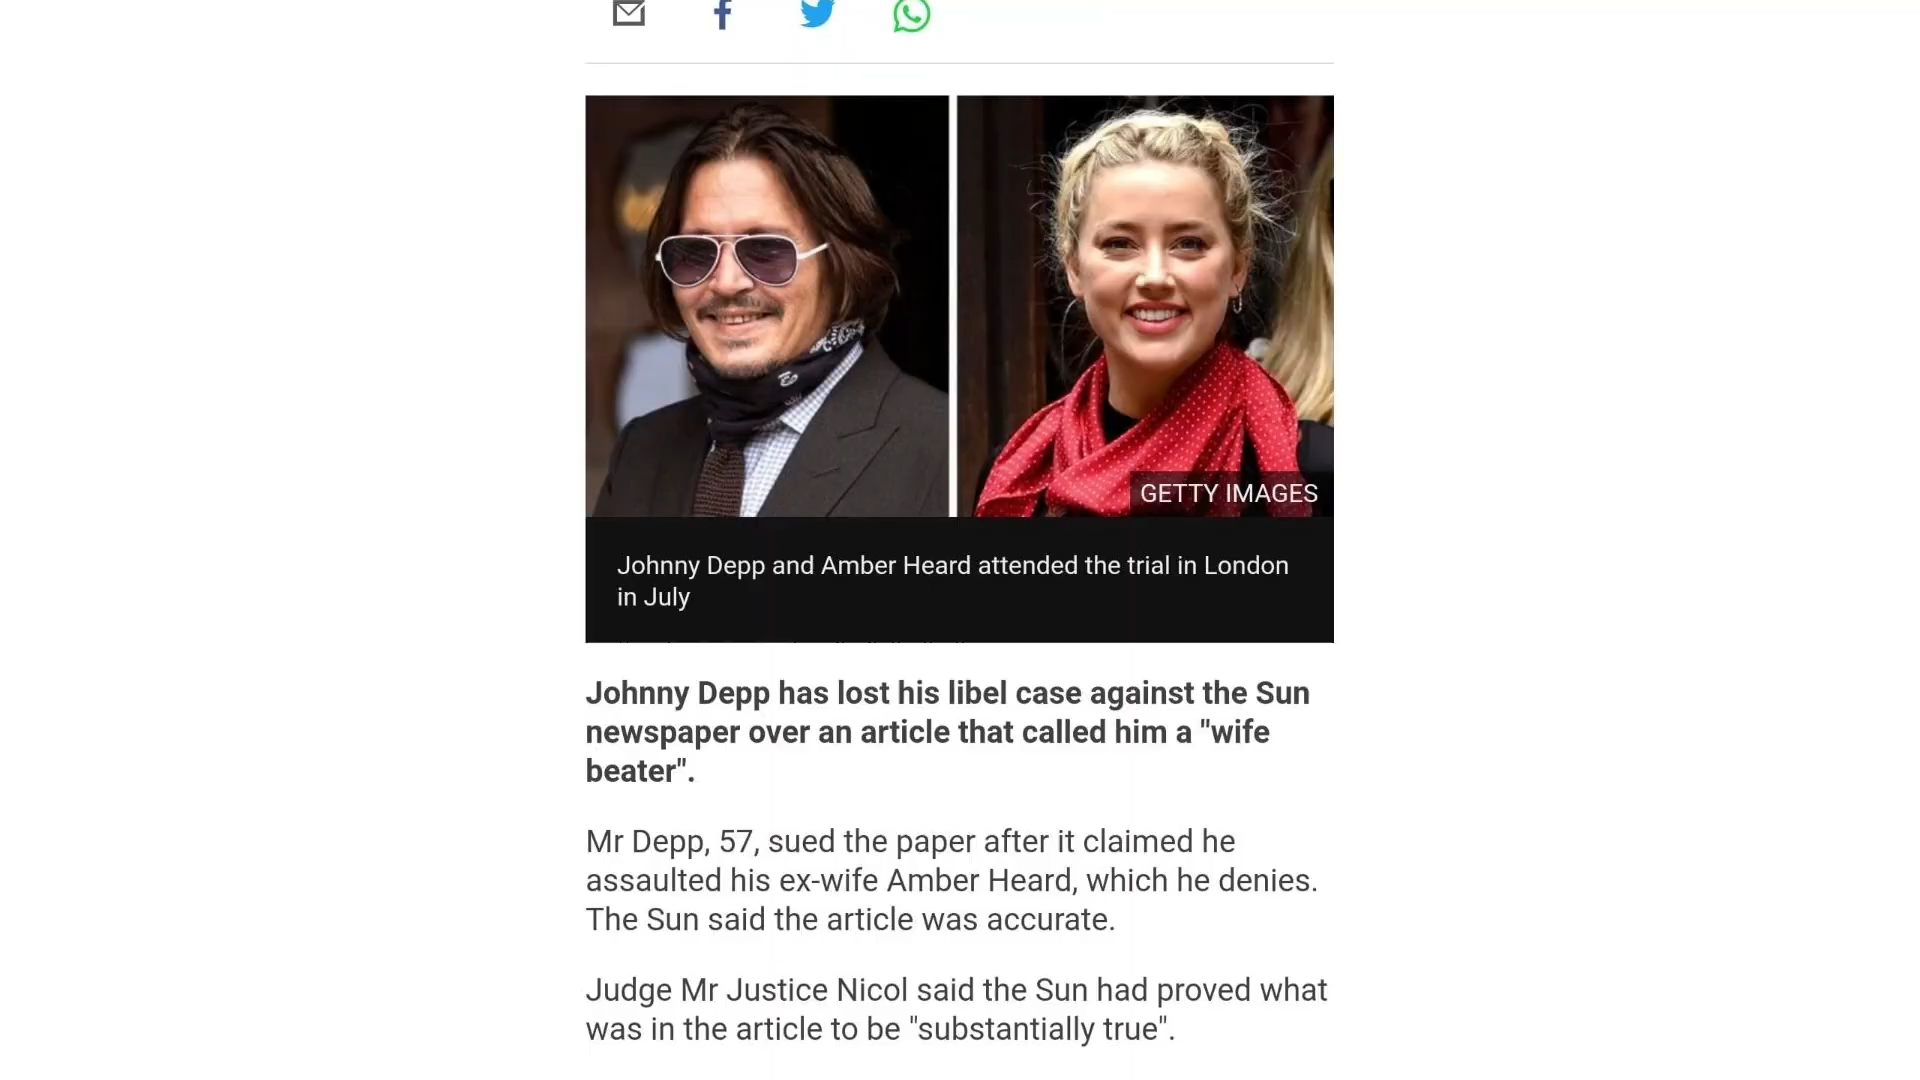 GETTY IMAGES
Johnny Depp and Amber Heard attended the trial in London
in July
Johnny Depp has lost his libel case against the Sun
newspaper over an article that called him a "wife
beater".
Mr Depp, 57, sued the paper after it claimed he
assaulted his ex-wife Amber Heard, which he denies.
The Sun said the article was accurate.
Judge Mr Justice Nicol said the Sun had proved what
was in the article to be "substantially true".